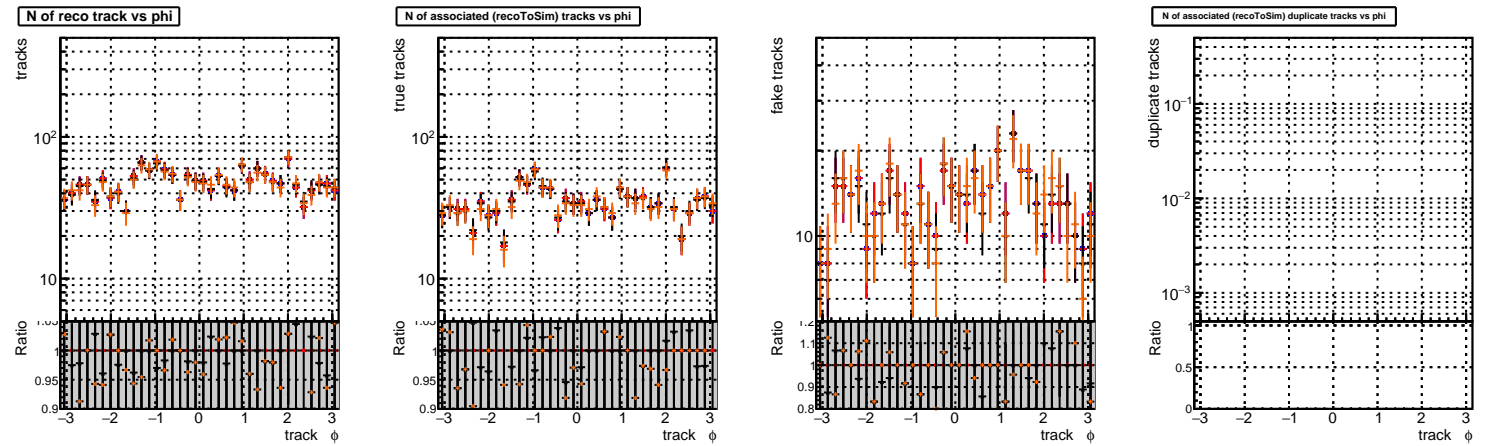 N of reco track vs phi
tracks
10²
10
Ratio
1.05
1
0.95
0.9
−3 −2 −1 0 1 2 3
track ϕ
N of associated (recoToSim) tracks vs phi
true tracks
10²
10
Ratio
1.05
1
0.95
0.9
−3 −2 −1 0 1 2 3
track ϕ
fake tracks
10
Ratio
1.2
1.1
1
0.9
0.8
−3 −2 −1 0 1 2 3
track ϕ
N of associated (recoToSim) duplicate tracks vs phi
duplicate tracks
10⁻¹
10⁻²
10⁻³
Ratio
1
0.5
0
−3 −2 −1 0 1 2 3
track ϕ